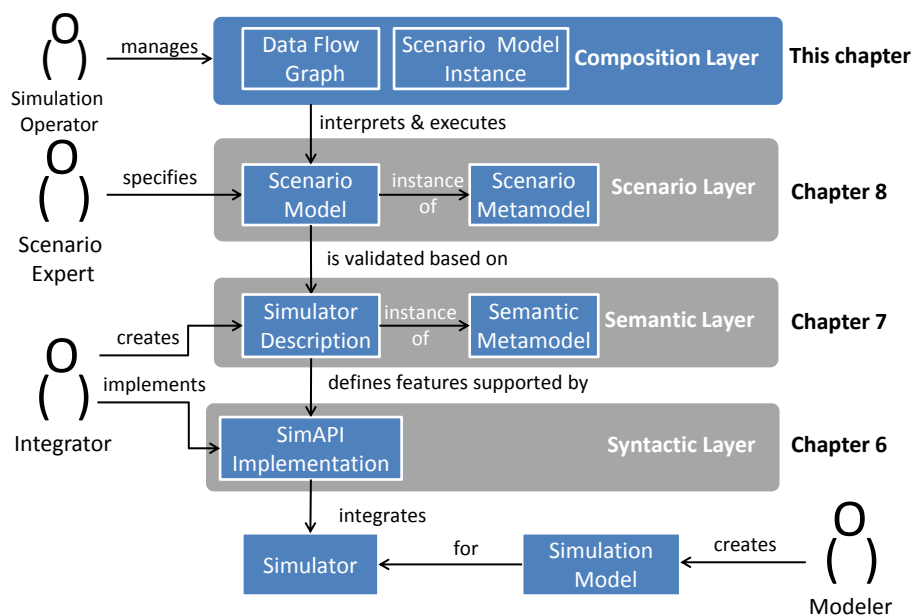 manages
Simulation
Operator
Data Flow
Graph
Scenario Model
Instance
Composition Layer
This chapter
interprets & executes
specifies
Scenario
Expert
Scenario
Model
instance
of
Scenario
Metamodel
Scenario Layer
Chapter 8
is validated based on
creates
Simulator
Description
instance
of
Semantic
Metamodel
Semantic Layer
Chapter 7
implements
Integrator
defines features supported by
SimAPI
Implementation
Syntactic Layer
Chapter 6
integrates
Simulator
for
Simulation
Model
creates
Modeler